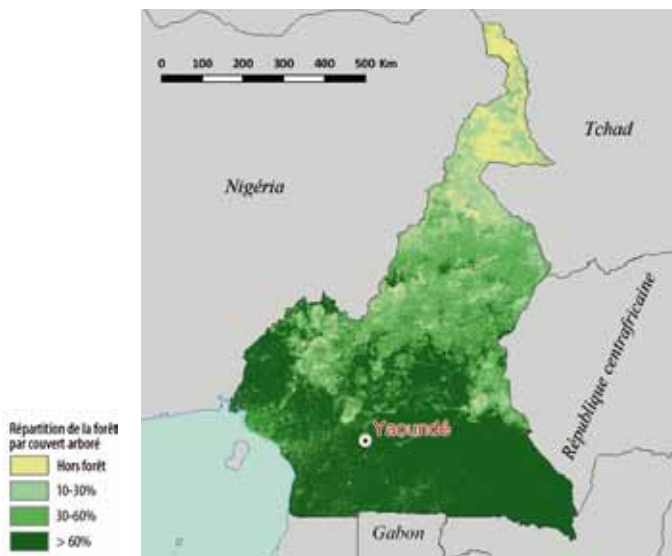 0 100 200 300 400 500 Km
Tchad
Nigéria
République centrafricaine
Yaoundé
Gabon
Répartition de la forêt
par couvert arboré
Hors forêt
10-30%
30-60%
> 60%